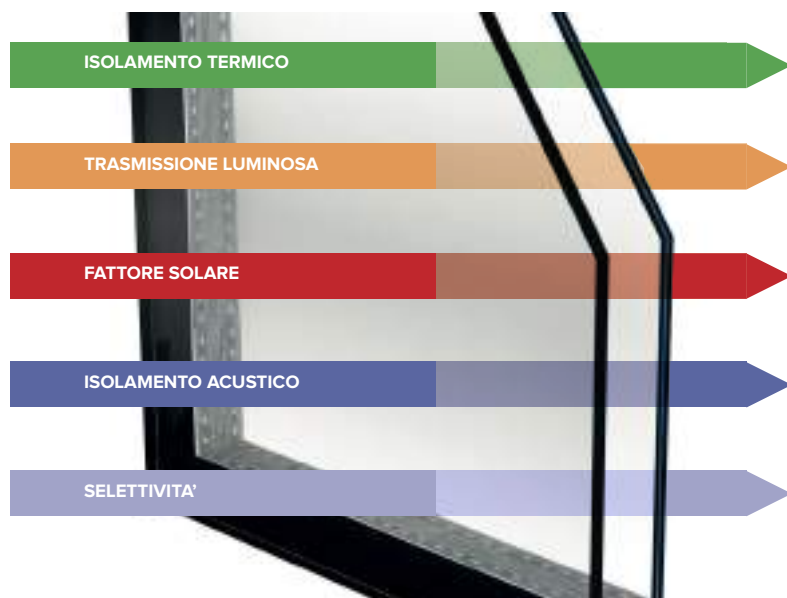 ISOLAMENTO TERMICO
TRASMISSIONE LUMINOSA
FATTORE SOLARE
ISOLAMENTO ACUSTICO
SELETTIVITA'